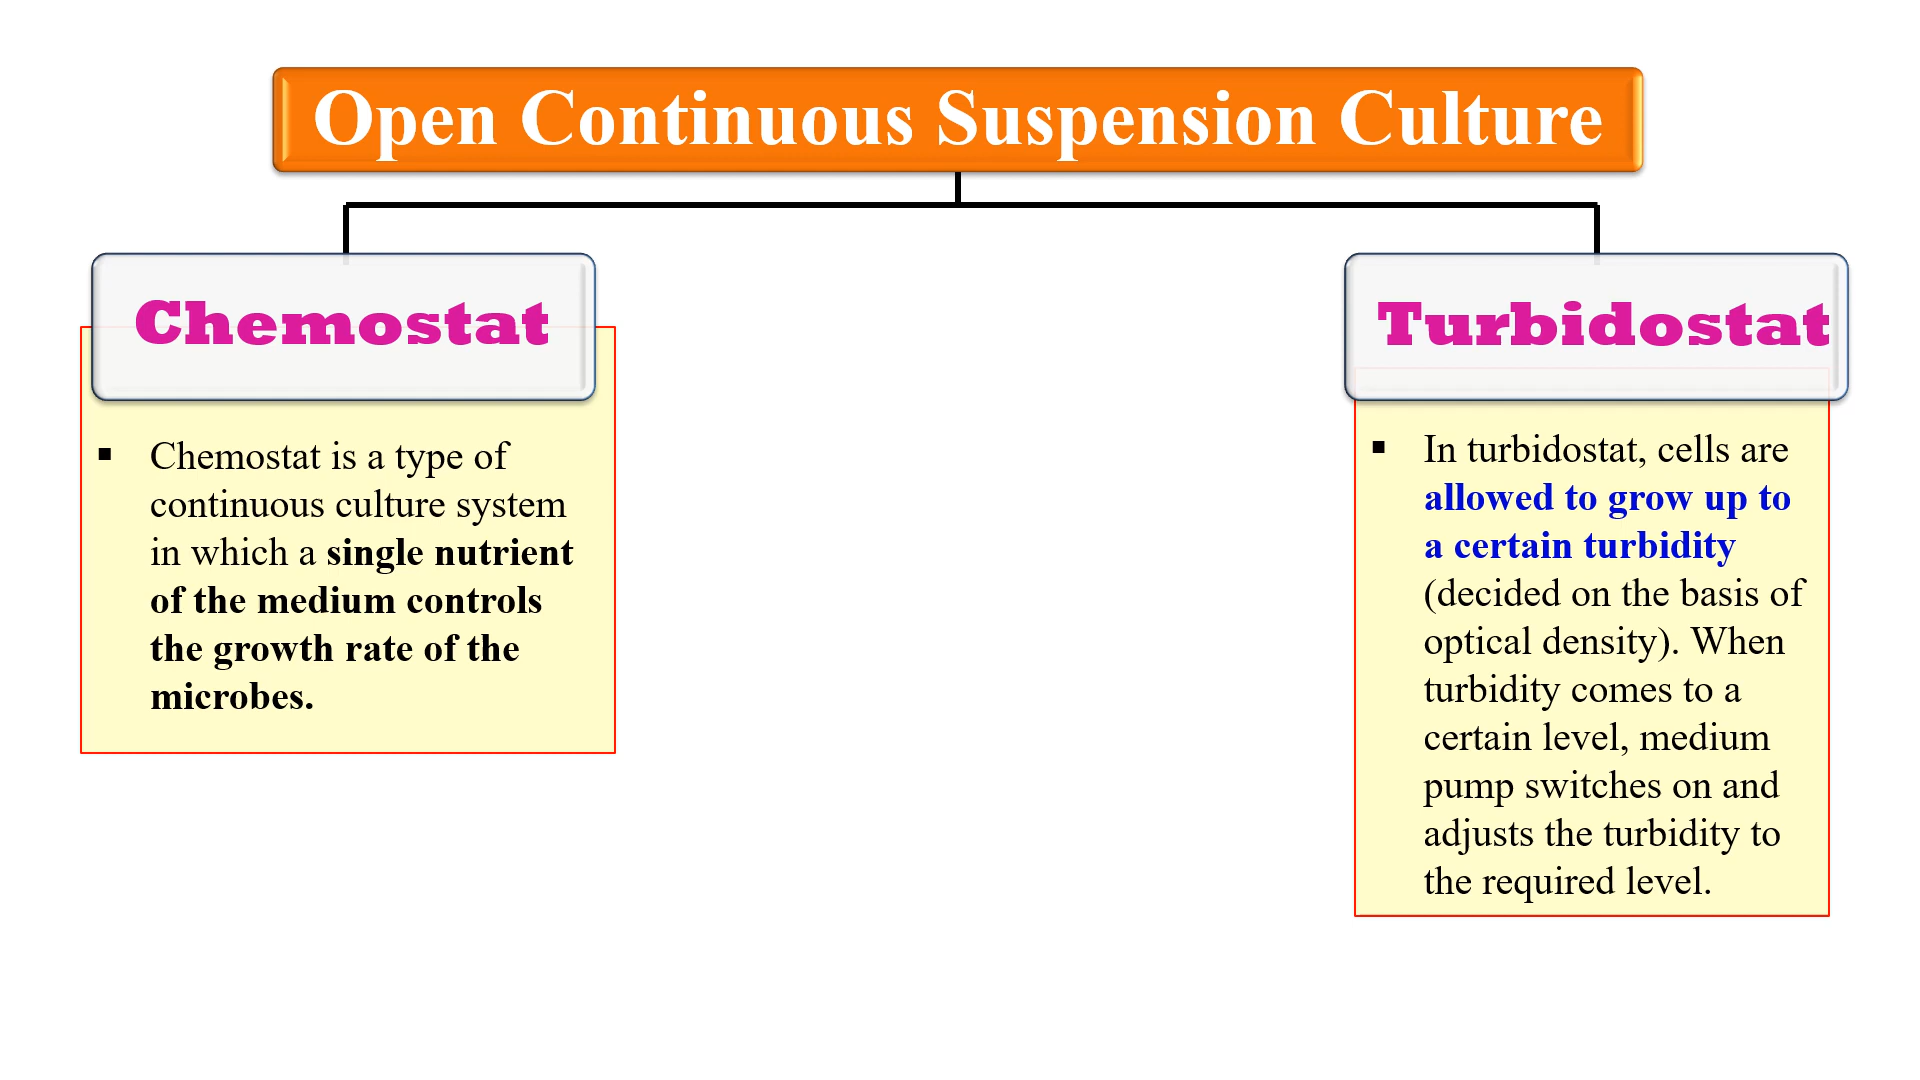 Open Continuous Suspension Culture
Chemostat
▪ Chemostat is a type of
continuous culture system
in which a single nutrient
of the medium controls
the growth rate of the
microbes.
Turbidostat
▪ In turbidostat, cells are
allowed to grow up to
a certain turbidity
(decided on the basis of
optical density). When
turbidity comes to a
certain level, medium
pump switches on and
adjusts the turbidity to
the required level.